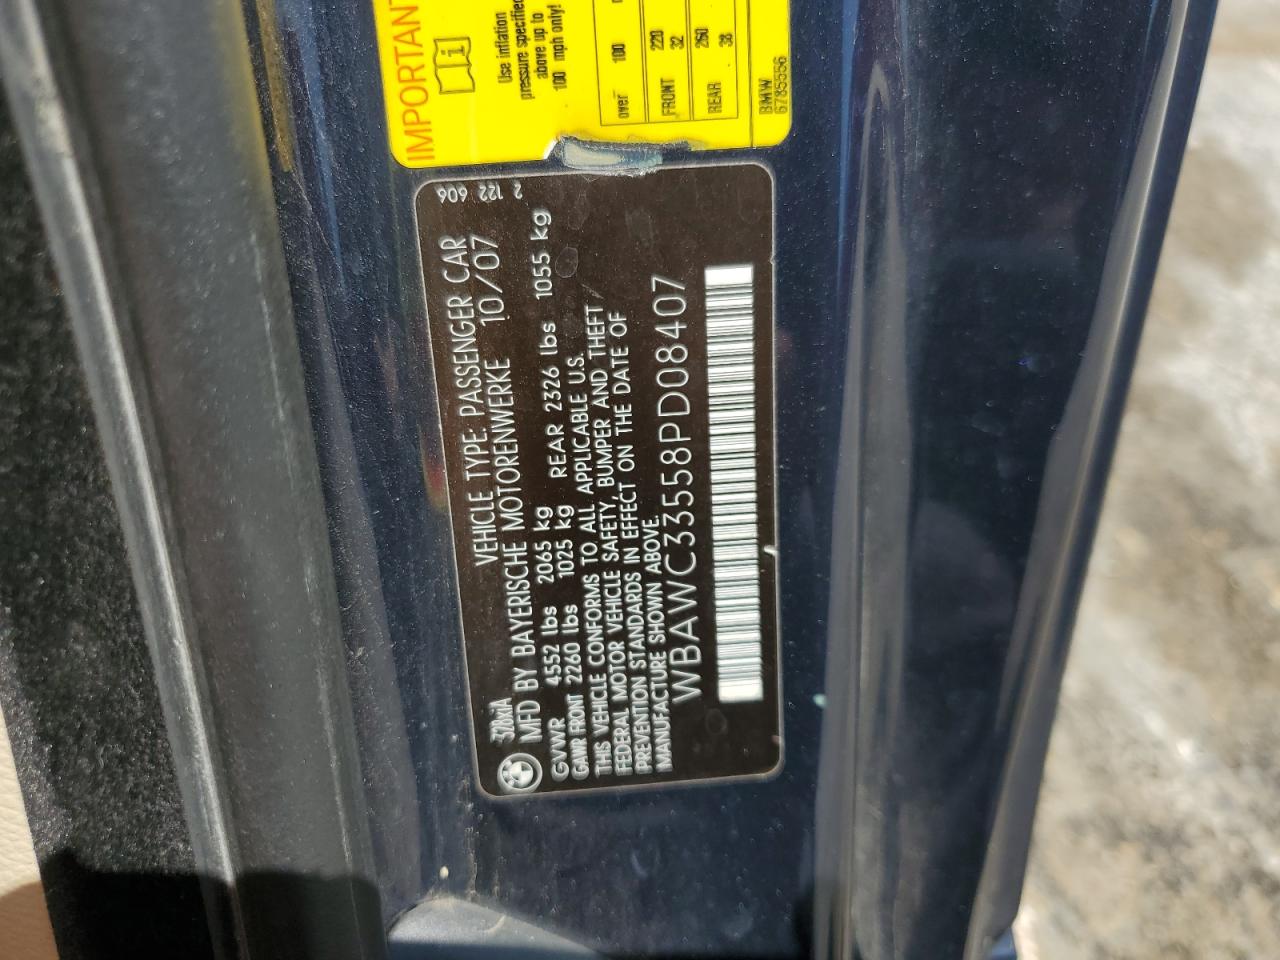 328xiA VEHICLE TYPE: PASSENGER CAR
MFD BY BAYERISCHE MOTORENWERKE 10/07
GVWR 4552 lbs 2065 kg
GAWR FRONT 2260 lbs 1025 kg REAR 2326 lbs 1055 kg
THIS VEHICLE CONFORMS TO ALL APPLICABLE U.S.
FEDERAL MOTOR VEHICLE SAFETY, BUMPER AND THEFT
PREVENTION STANDARDS IN EFFECT ON THE DATE OF
MANUFACTURE SHOWN ABOVE.
WBAWC33558PD08407
2 122 606
IMPORTANT
Use inflation
pressure specified
above up to
100 mph only!
over 100
FRONT 220
32
REAR 260
38
BMW
6785556